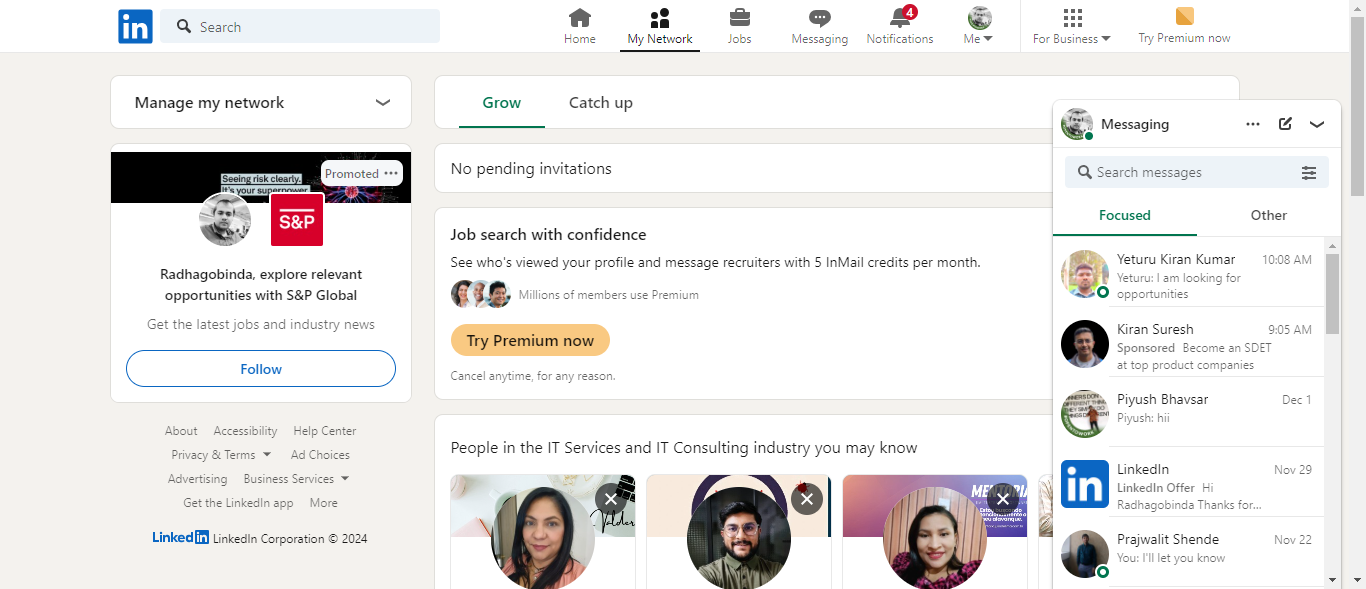 in
Search
Home
My Network
Jobs
Messaging
4
Notifications
Me
For Business
Try Premium now
Manage my network
Seeing risk clearly.
It's your superpower.
Promoted
S&P
Radhagobinda, explore relevant
opportunities with S&P Global
Get the latest jobs and industry news
Follow
About Accessibility Help Center
Privacy & Terms Ad Choices
Advertising Business Services
Get the LinkedIn app More
LinkedIn LinkedIn Corporation © 2024
Grow
Catch up
No pending invitations
Job search with confidence
See who's viewed your profile and message recruiters with 5 InMail credits per month.
Millions of members use Premium
Try Premium now
Cancel anytime, for any reason.
People in the IT Services and IT Consulting industry you may know
Messaging
Search messages
Focused
Other
Yeturu Kiran Kumar 10:08 AM
Yeturu: I am looking for
opportunities
Kiran Suresh 9:05 AM
Sponsored Become an SDET
at top product companies
Piyush Bhavsar Dec 1
Piyush: hii
in
LinkedIn Nov 29
LinkedIn Offer Hi
Radhagobinda Thanks for...
Prajwalit Shende Nov 22
You: I'll let you know